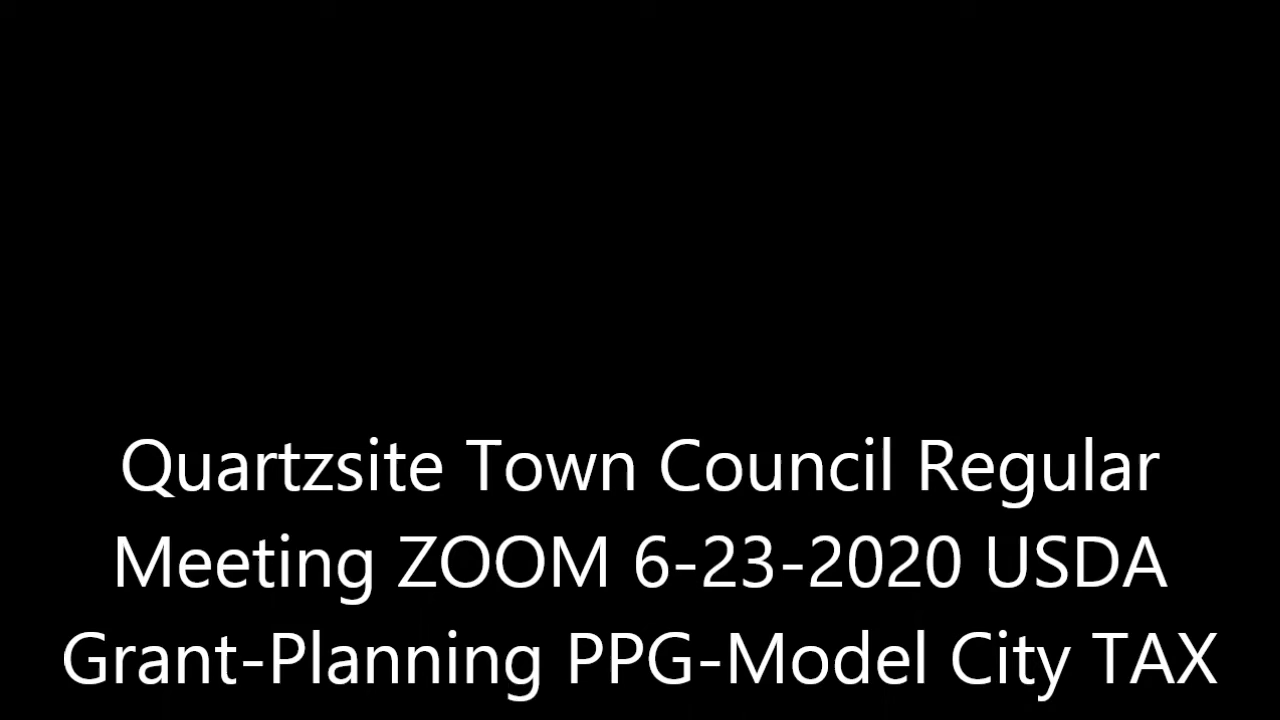 Quartzsite Town Council Regular
Meeting ZOOM 6-23-2020 USDA
Grant-Planning PPG-Model City TAX